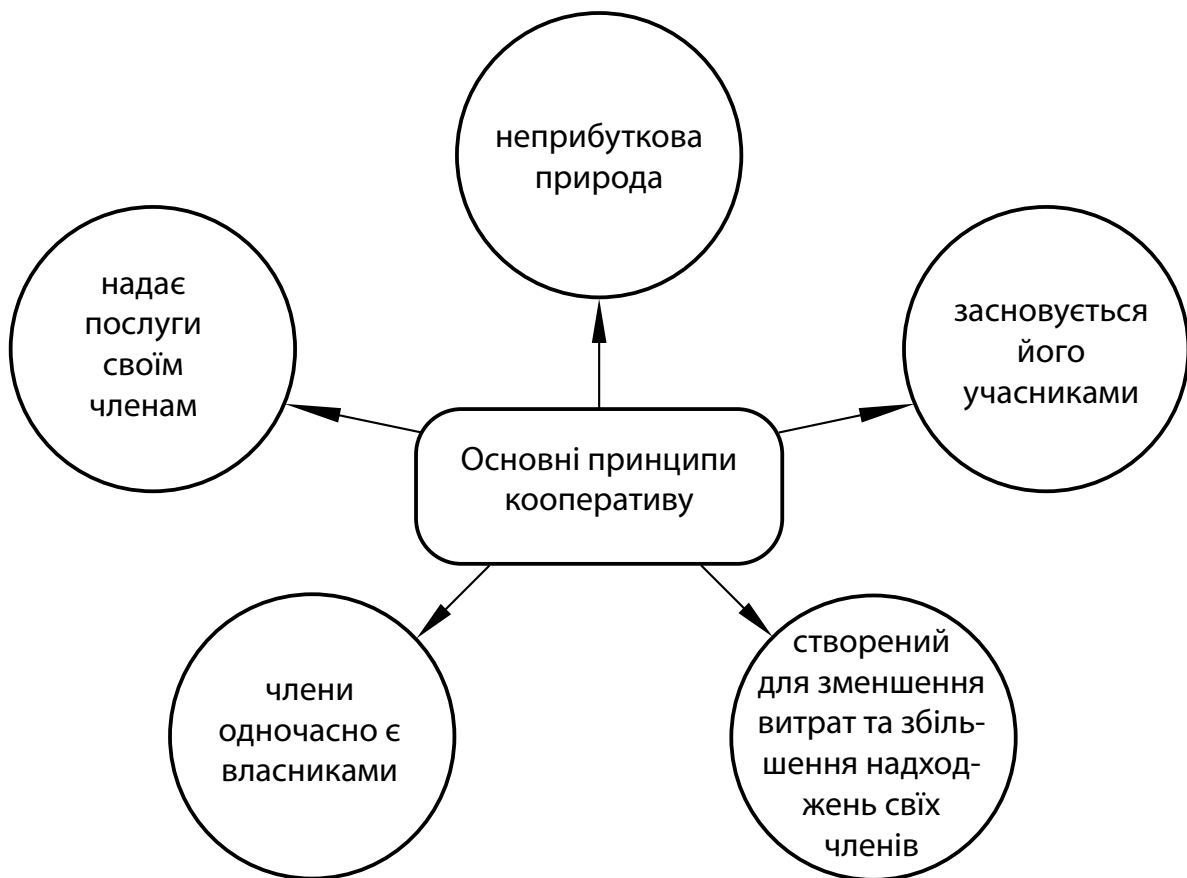 неприбуткова
природа
надає
послуги
своїм
членам
засновується
його
учасниками
Основні принципи
кооперативу
члени
одночасно є
власниками
створений
для зменшення
витрат та збіль-
шення надход-
жень свїх
членів